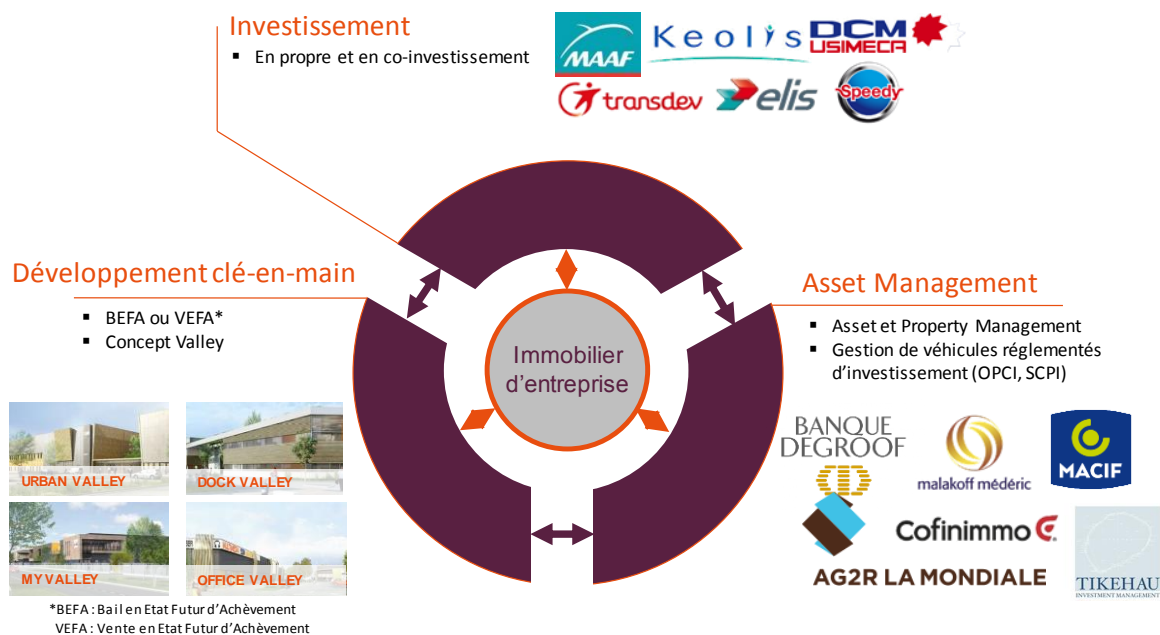 Investissement
▪ En propre et en co-investissement
MAAF
Keolis
DCM
USIMECA
transdev
elis
Speedy
Développement clé-en-main
▪ BEFA ou VEFA*
▪ Concept Valley
URBAN VALLEY
DOCK VALLEY
MY VALLEY
OFFICE VALLEY
*BEFA : Bail en Etat Futur d’Achèvement
VEFA : Vente en Etat Futur d’Achèvement
Immobilier
d’entreprise
Asset Management
▪ Asset et Property Management
▪ Gestion de véhicules réglementés
d’investissement (OPCI, SCPI)
BANQUE
DEGROOF
malakoff médéric
MACIF
Cofinimmo
AG2R LA MONDIALE
TIKEHAU
INVESTMENT MANAGEMENT